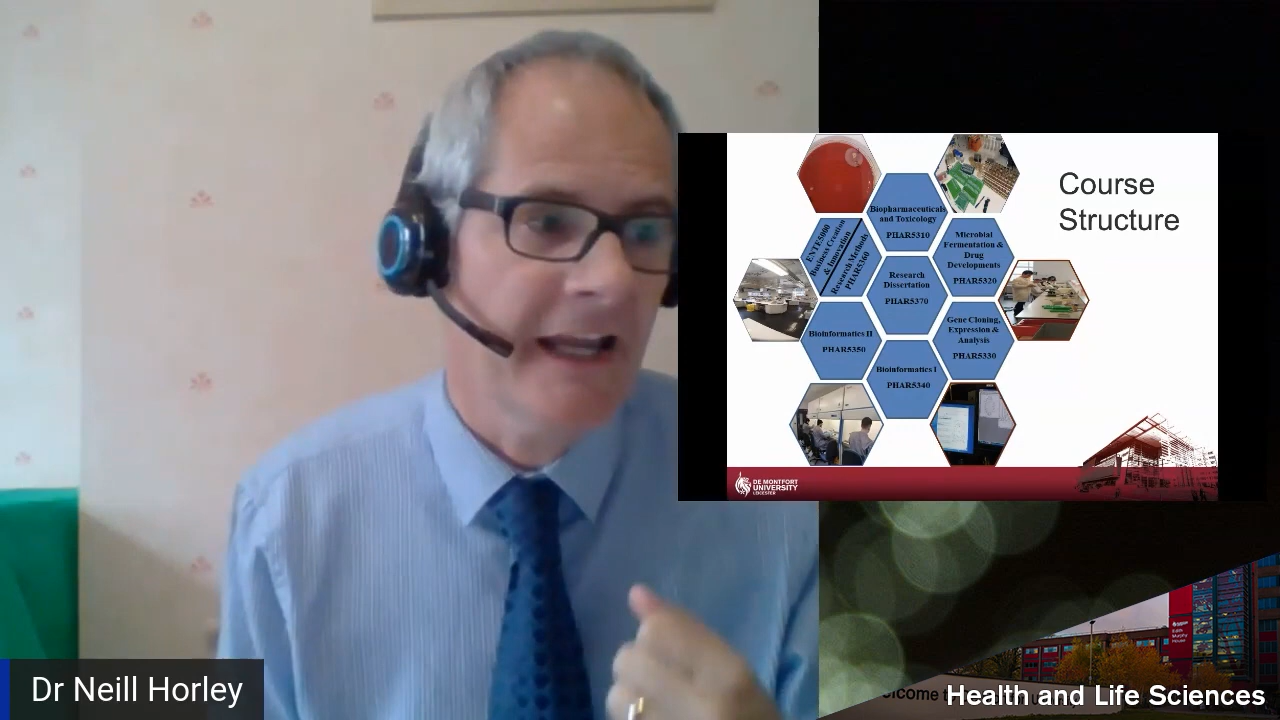 Course
Structure
Biopharmaceuticals
and Toxicology
PHAR5310
ENTE5000
Business Creation
& Innovation
Research Methods
PHAR5360
Microbial
Fermentation &
Drug
Developments
PHAR5320
Research
Dissertation
PHAR5370
Gene Cloning,
Expression &
Analysis
PHAR5330
Bioinformatics II
PHAR5350
Bioinformatics I
PHAR5340
DE MONTFORT
UNIVERSITY
LEICESTER
Dr Neill Horley
Health and Life Sciences